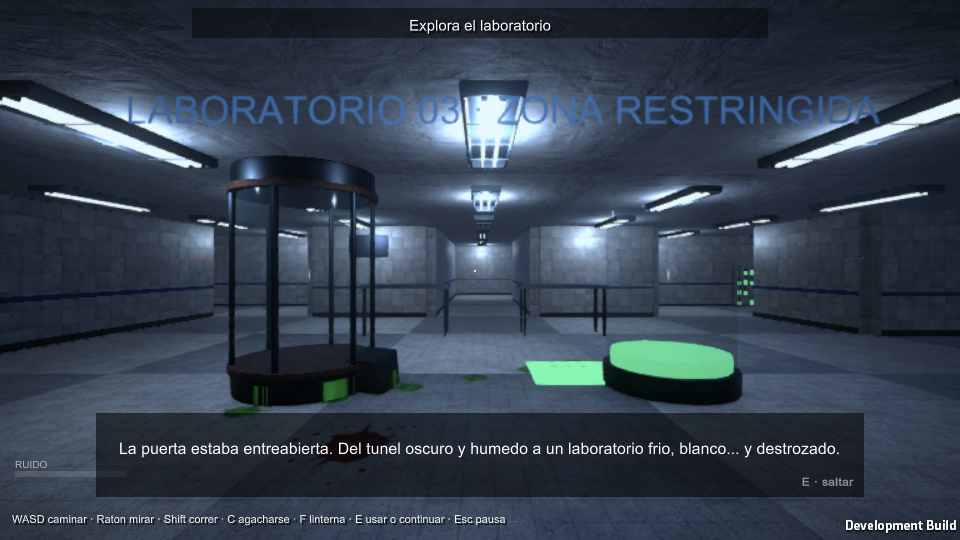 Explora el laboratorio
LABORATORIO 03 ZONA RESTRINGIDA
La puerta estaba entreabierta. Del tunel oscuro y humedo a un laboratorio frio, blanco... y destrozado.
E · saltar
RUIDO
WASD caminar · Raton mirar · Shift correr · C agacharse · F linterna · E usar o continuar · Esc pausa
Development Build